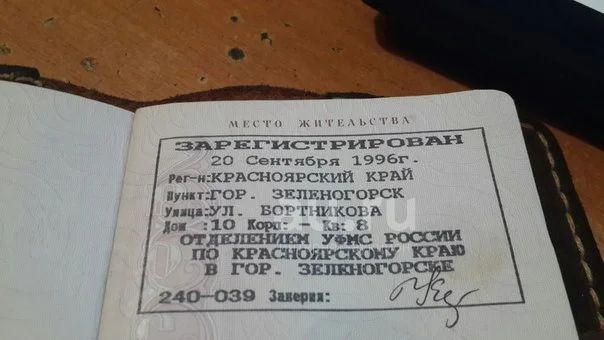 МЕСТО ЖИТЕЛЬСТВА
ЗАРЕГИСТРИРОВАН
20 Сентября 1996г.
Рег-н:КРАСНОЯРСКИЙ КРАЙ
Пункт:ГОР. ЗЕЛЕНОГОРСК
Улица:УЛ. БОРТНИКОВА
Дом :10 Корп: Кв: 8
ОТДЕЛЕНИЕМ УФМС РОССИИ
ПО КРАСНОЯРСКОМУ КРАЮ
В ГОР. ЗЕЛЕНОГОРСКЕ
240-039 Заверил: